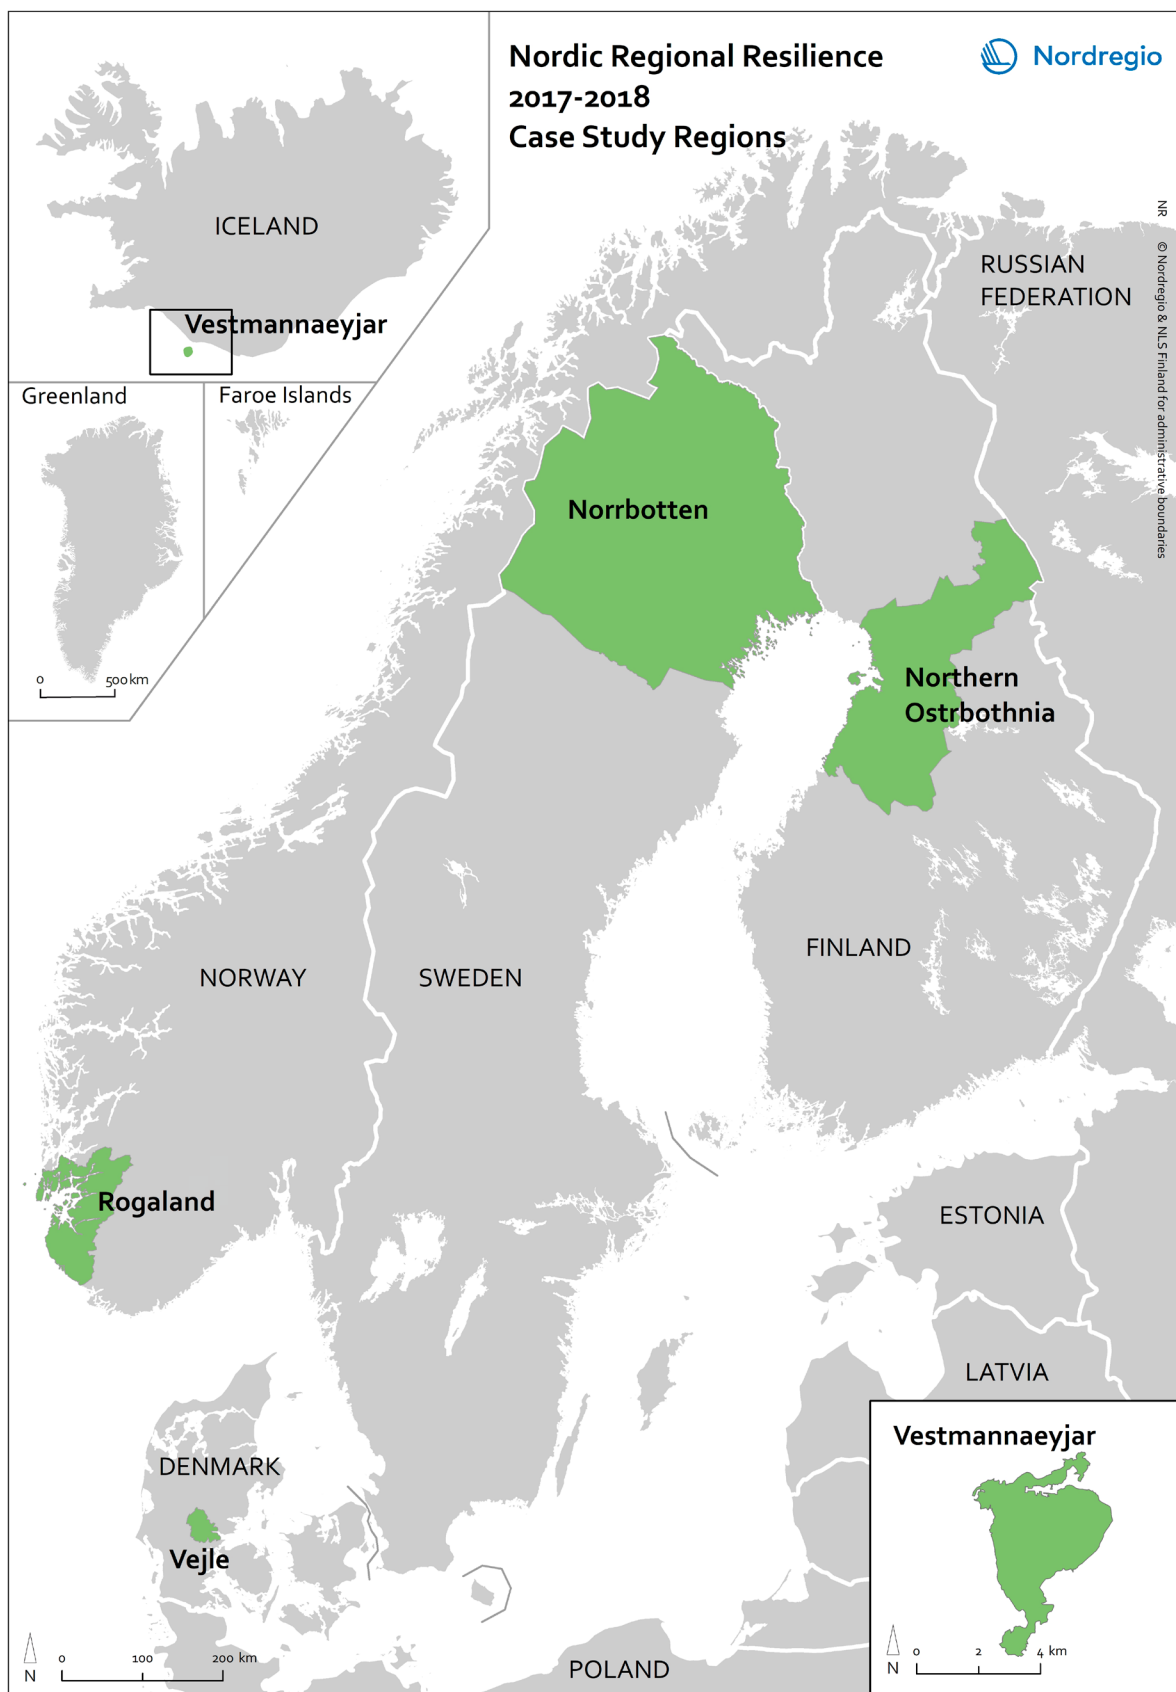 Nordic Regional Resilience
2017-2018
Case Study Regions
Nordregio
NR © Nordregio & NLS Finland for administrative boundaries
ICELAND
Vestmannaeyjar
Greenland
Faroe Islands
0 500 km
RUSSIAN
FEDERATION
Norrbotten
Northern
Ostrbothnia
FINLAND
NORWAY
SWEDEN
Rogaland
ESTONIA
LATVIA
DENMARK
Vejle
POLAND
N
0 100 200 km
Vestmannaeyjar
N
0 2 4 km